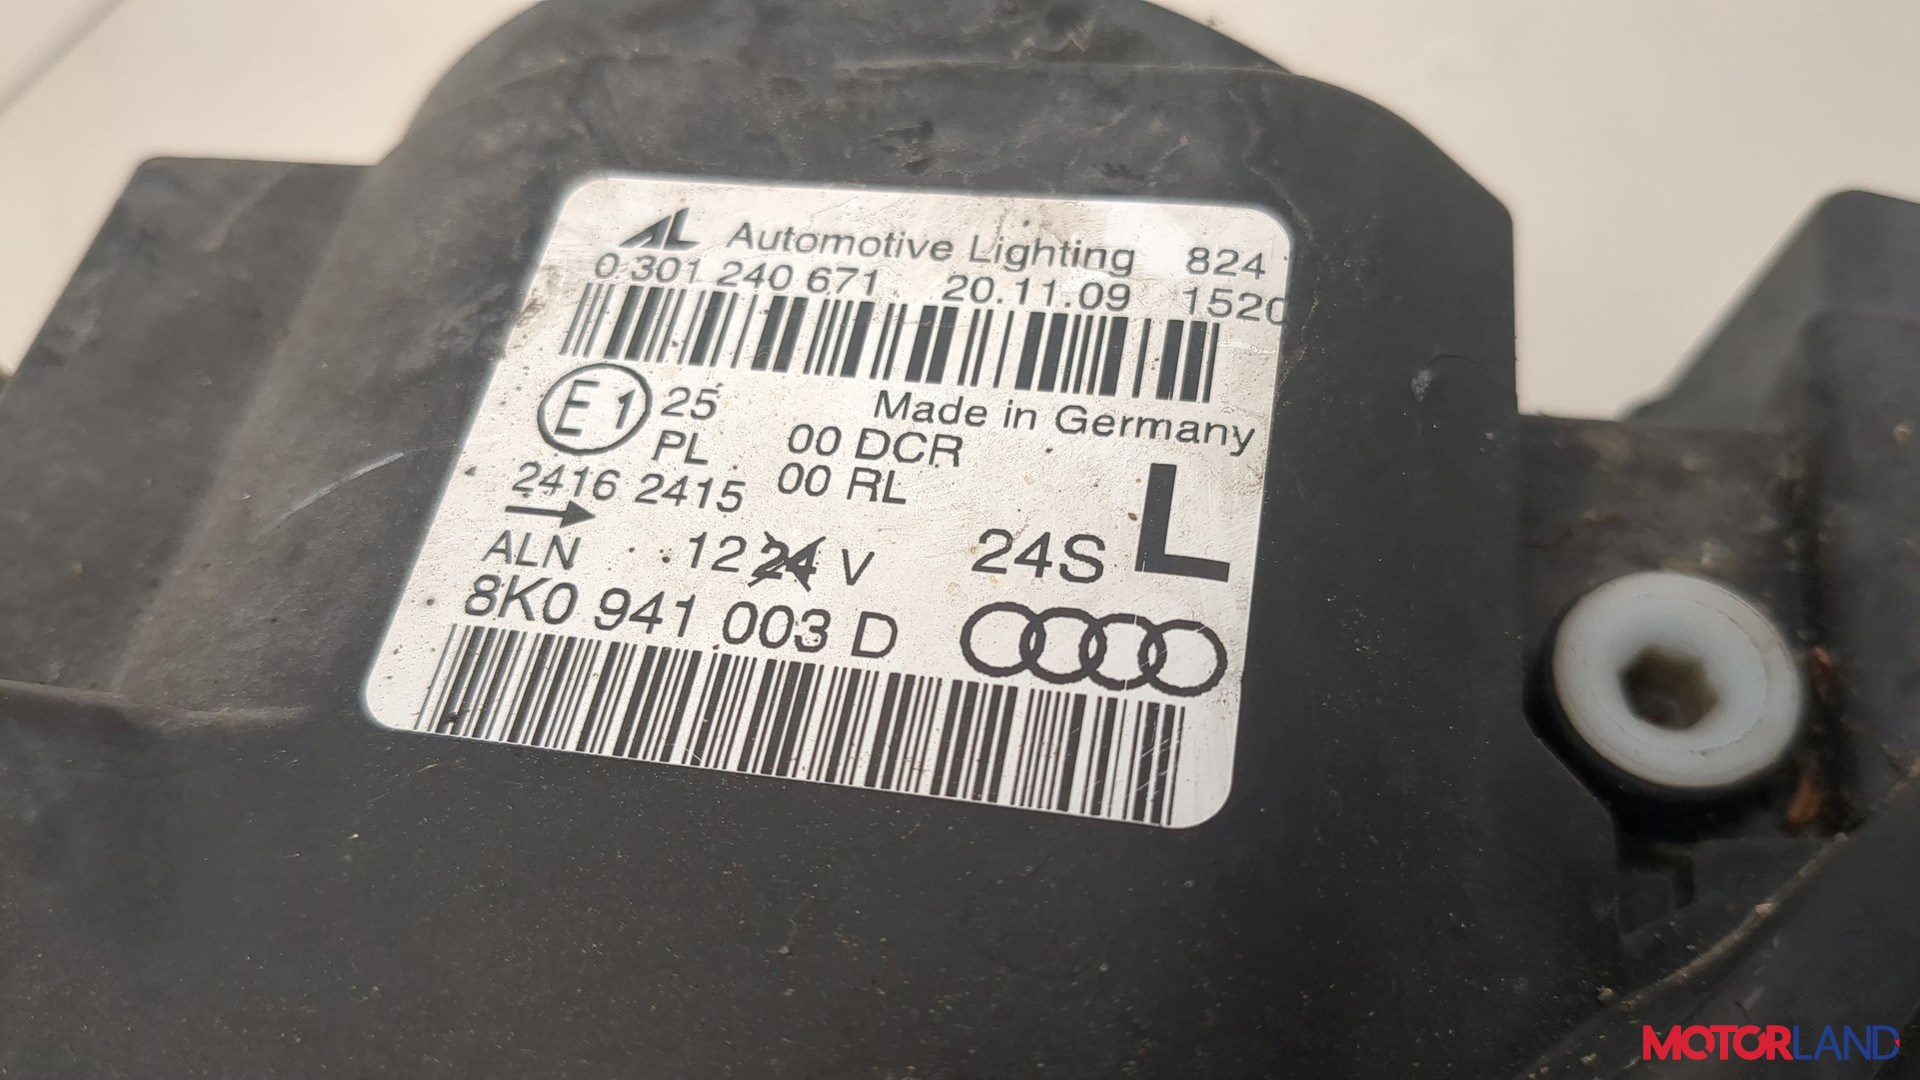 AL Automotive Lighting 824
0 301 240 671 20.11.09 1520
E1 25 Made in Germany
PL 00 DCR
2416 2415 00 RL
→
ALN 12 24 V 24S L
8K0 941 003 D
MOTORLAND